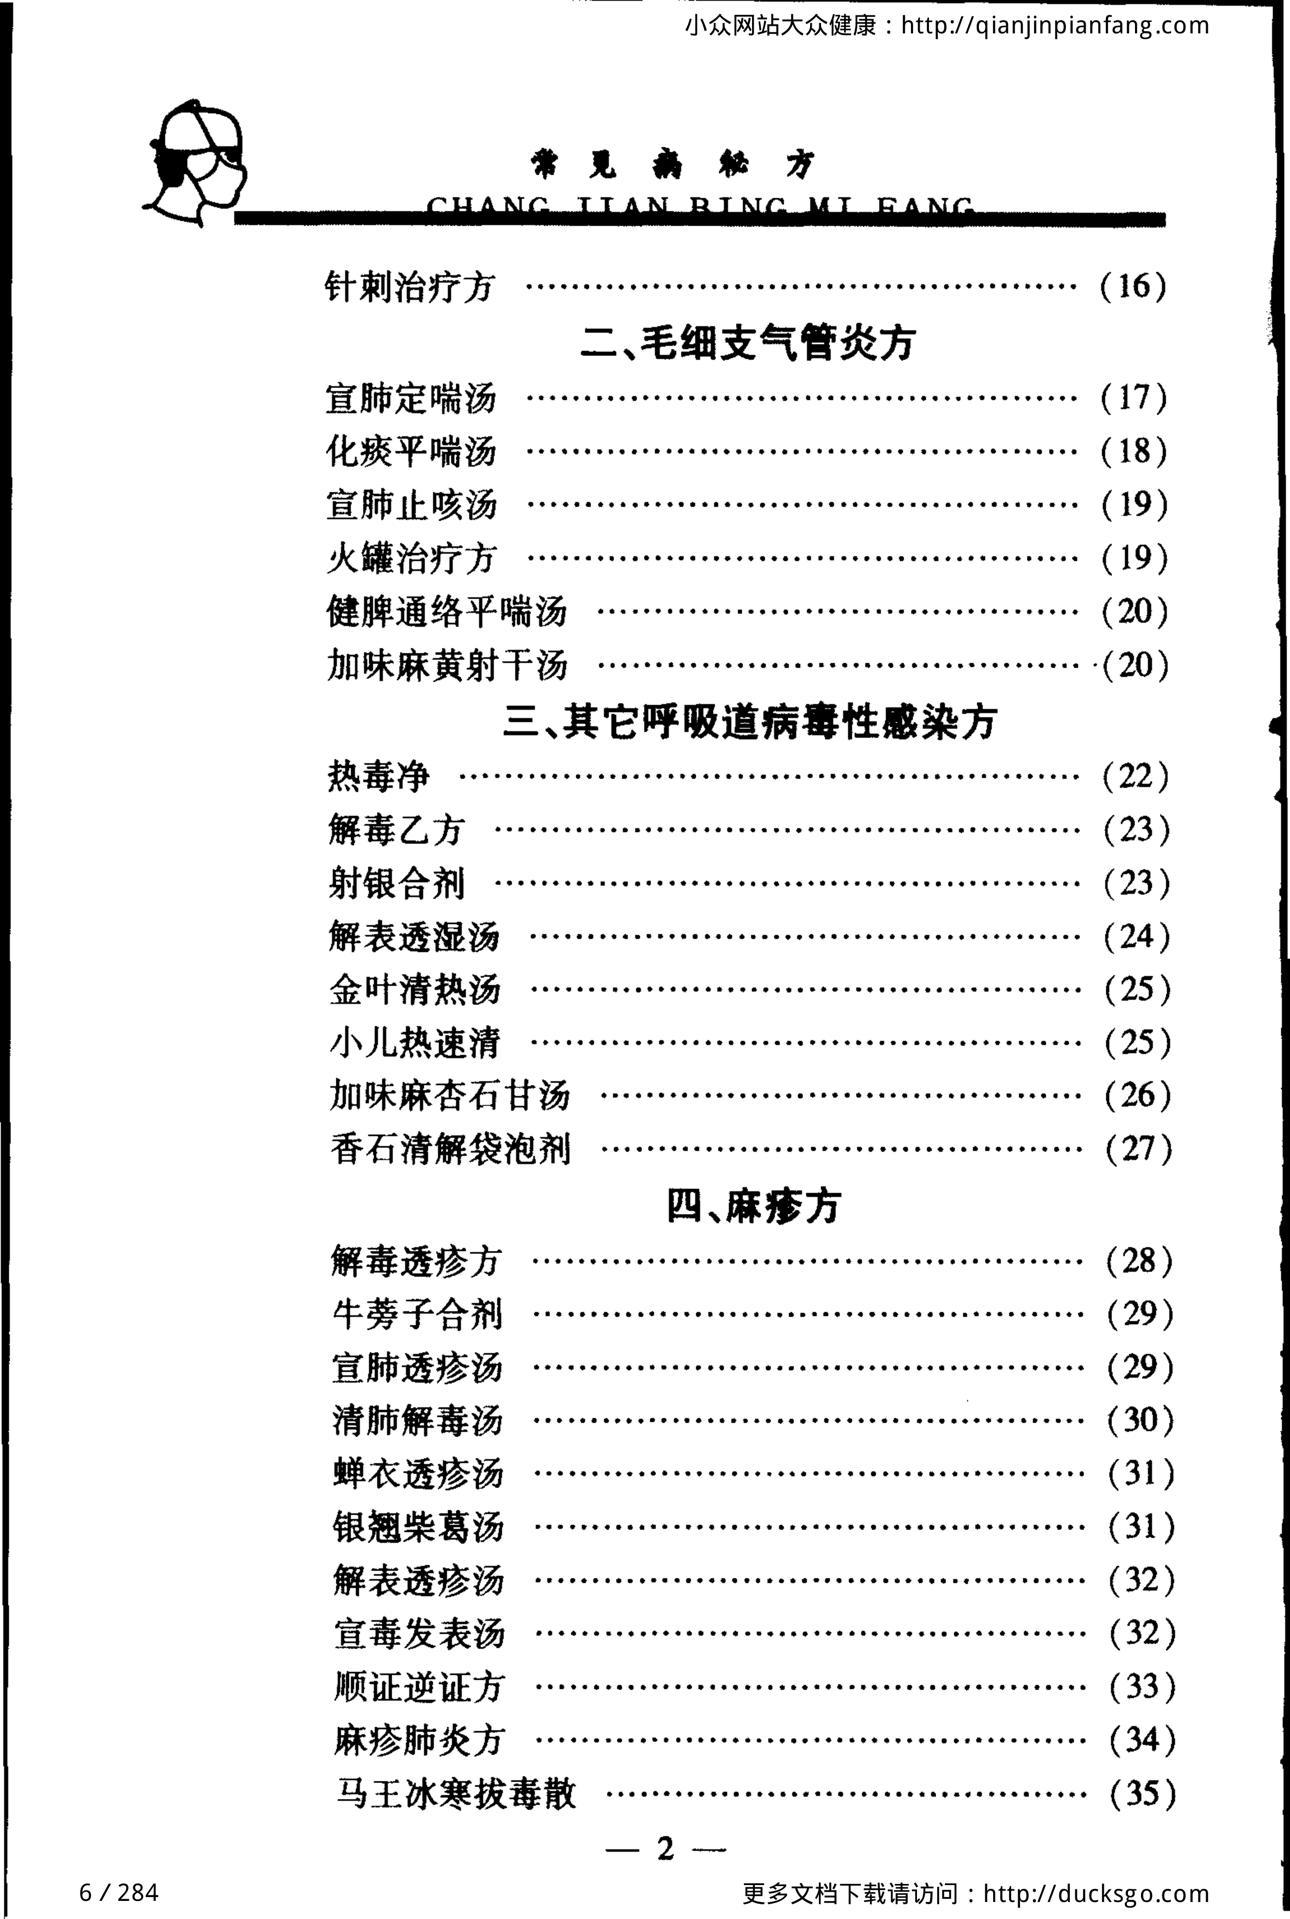 小众网站大众健康：http://qianjinpianfang.com
常见病秘方
CHANG JIAN BING MI FANG
针刺治疗方 ……………………………………… (16)
二、毛细支气管炎方
宣肺定喘汤 ……………………………………… (17)
化痰平喘汤 ……………………………………… (18)
宣肺止咳汤 ……………………………………… (19)
火罐治疗方 ……………………………………… (19)
健脾通络平喘汤 ………………………………… (20)
加味麻黄射干汤 ………………………………… (20)
三、其它呼吸道病毒性感染方
热毒净 …………………………………………… (22)
解毒乙方 ………………………………………… (23)
射银合剂 ………………………………………… (23)
解表透湿汤 ……………………………………… (24)
金叶清热汤 ……………………………………… (25)
小儿热速清 ……………………………………… (25)
加味麻杏石甘汤 ………………………………… (26)
香石清解袋泡剂 ………………………………… (27)
四、麻疹方
解毒透疹方 ……………………………………… (28)
牛蒡子合剂 ……………………………………… (29)
宣肺透疹汤 ……………………………………… (29)
清肺解毒汤 ……………………………………… (30)
蝉衣透疹汤 ……………………………………… (31)
银翘柴葛汤 ……………………………………… (31)
解表透疹汤 ……………………………………… (32)
宣毒发表汤 ……………………………………… (32)
顺证逆证方 ……………………………………… (33)
麻疹肺炎方 ……………………………………… (34)
马王冰寒拔毒散 ………………………………… (35)
— 2 —
6 / 284
更多文档下载请访问：http://ducksgo.com